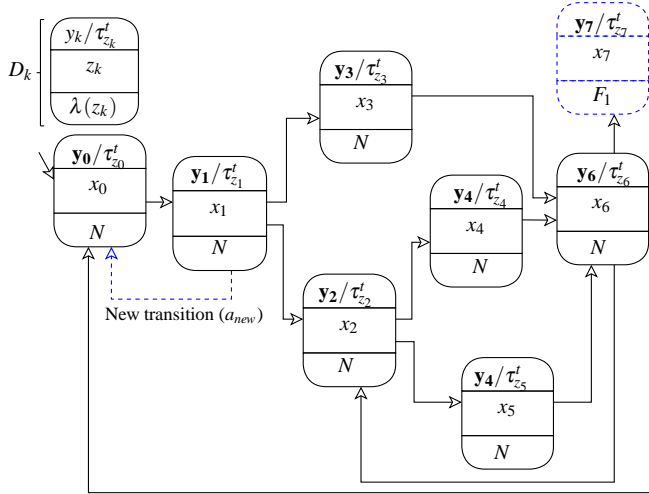 D_k
y_k/τ^t_{z_k}
z_k
λ(z_k)
y_0/τ^t_{z_0}
x_0
N
y_1/τ^t_{z_1}
x_1
N
New transition (a_{new})
y_3/τ^t_{z_3}
x_3
N
y_2/τ^t_{z_2}
x_2
N
y_4/τ^t_{z_4}
x_4
N
y_4/τ^t_{z_5}
x_5
N
y_6/τ^t_{z_6}
x_6
N
y_7/τ^t_{z_7}
x_7
F_1